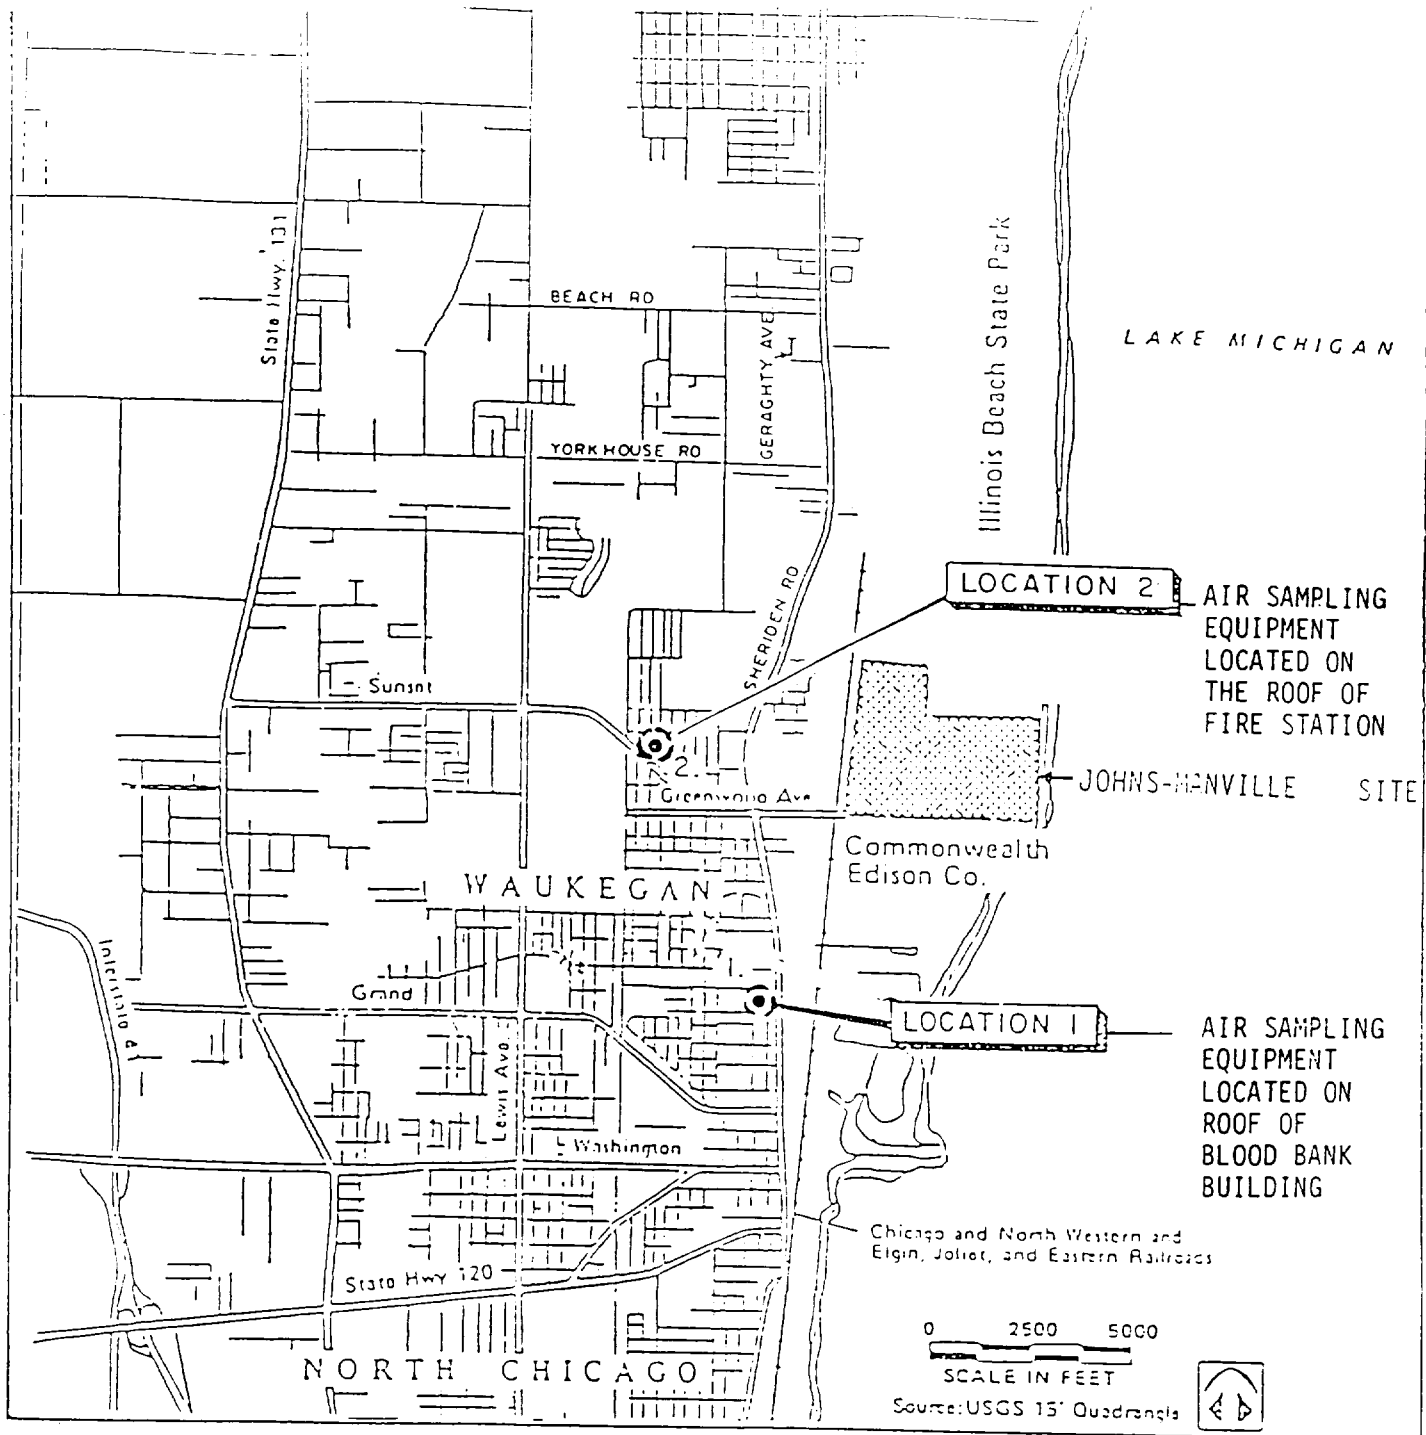 State Hwy. 131
BEACH RD
GERAGHTY AVE
Illinois Beach State Park
LAKE MICHIGAN
YORKHOUSE RD
SHERIDEN RD
LOCATION 2
AIR SAMPLING
EQUIPMENT
LOCATED ON
THE ROOF OF
FIRE STATION
Sunset
2
Greenwood Ave
JOHNS-MANVILLE SITE
Commonwealth
Edison Co.
WAUKEGAN
Interstate
Grand
LOCATION 1
AIR SAMPLING
EQUIPMENT
LOCATED ON
ROOF OF
BLOOD BANK
BUILDING
Lewis Ave
Washington
Chicago and North Western and
Elgin, Joliet, and Eastern Railroads
State Hwy 120
NORTH CHICAGO
0 2500 5000
SCALE IN FEET
Source: USGS 15' Quadrangle